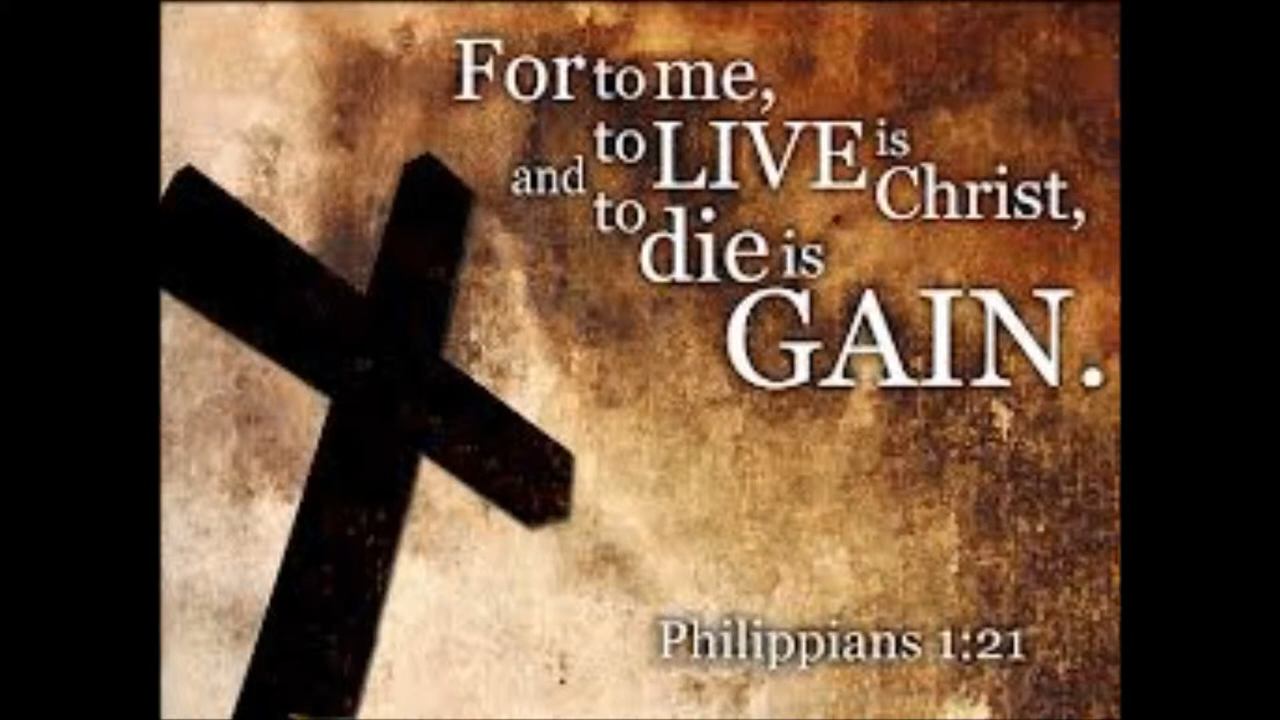 For to me,
to LIVE is Christ,
and to die is
GAIN.
Philippians 1:21